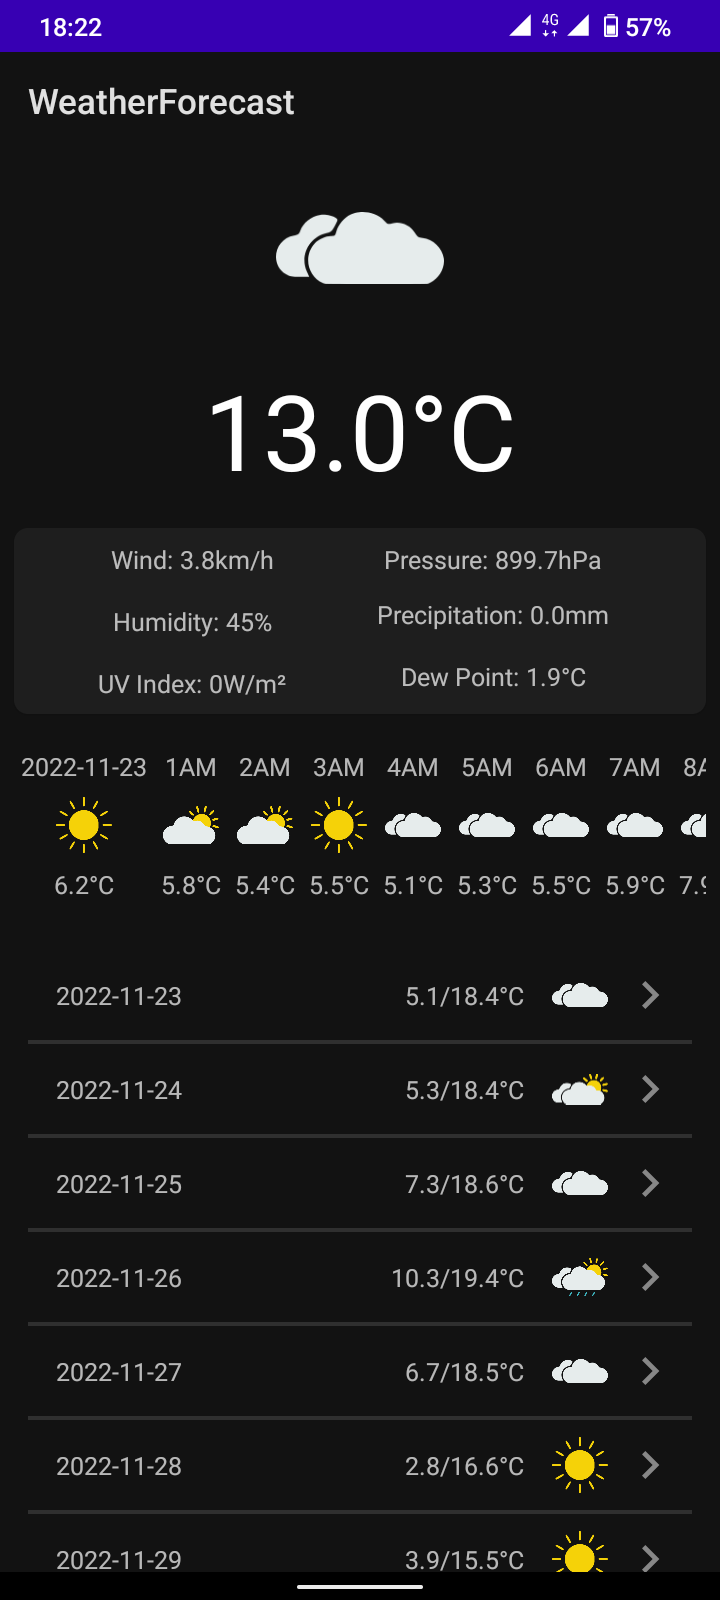 18:22 4G 57%
WeatherForecast
13.0°C
Wind: 3.8km/h Pressure: 899.7hPa
Humidity: 45% Precipitation: 0.0mm
UV Index: 0W/m² Dew Point: 1.9°C
2022-11-23 1AM 2AM 3AM 4AM 5AM 6AM 7AM
6.2°C 5.8°C 5.4°C 5.5°C 5.1°C 5.3°C 5.5°C 5.9°C
2022-11-23 5.1/18.4°C
2022-11-24 5.3/18.4°C
2022-11-25 7.3/18.6°C
2022-11-26 10.3/19.4°C
2022-11-27 6.7/18.5°C
2022-11-28 2.8/16.6°C
2022-11-29 3.9/15.5°C